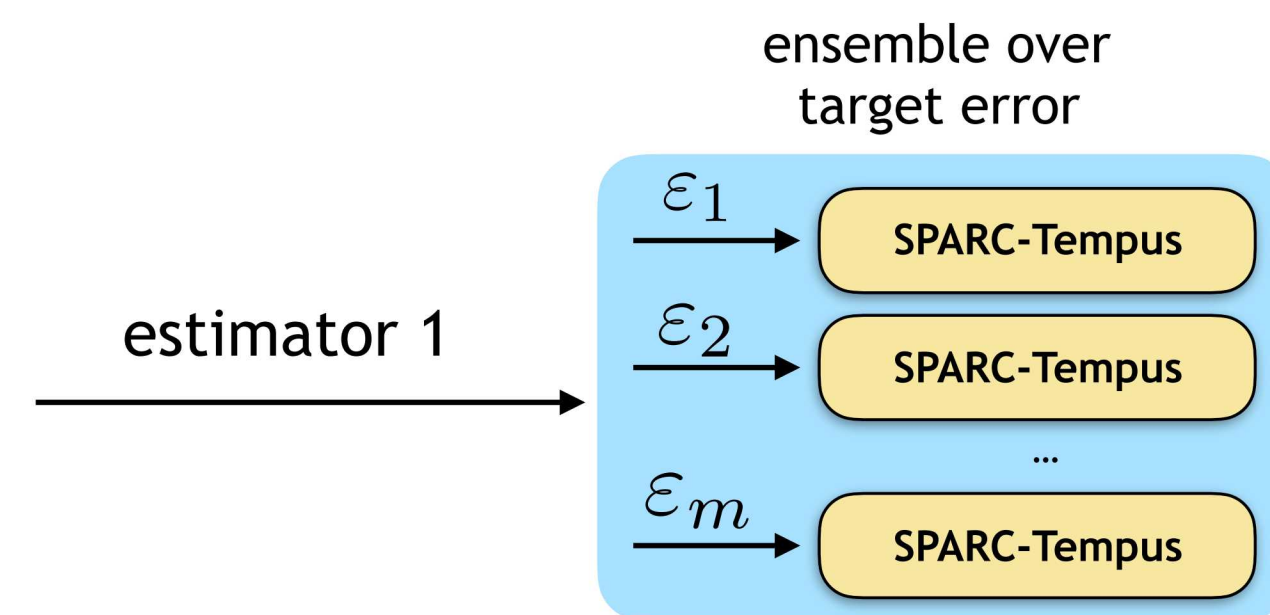 ensemble over
target error
ε₁
SPARC-Tempus
estimator 1
ε₂
SPARC-Tempus
...
εₘ
SPARC-Tempus